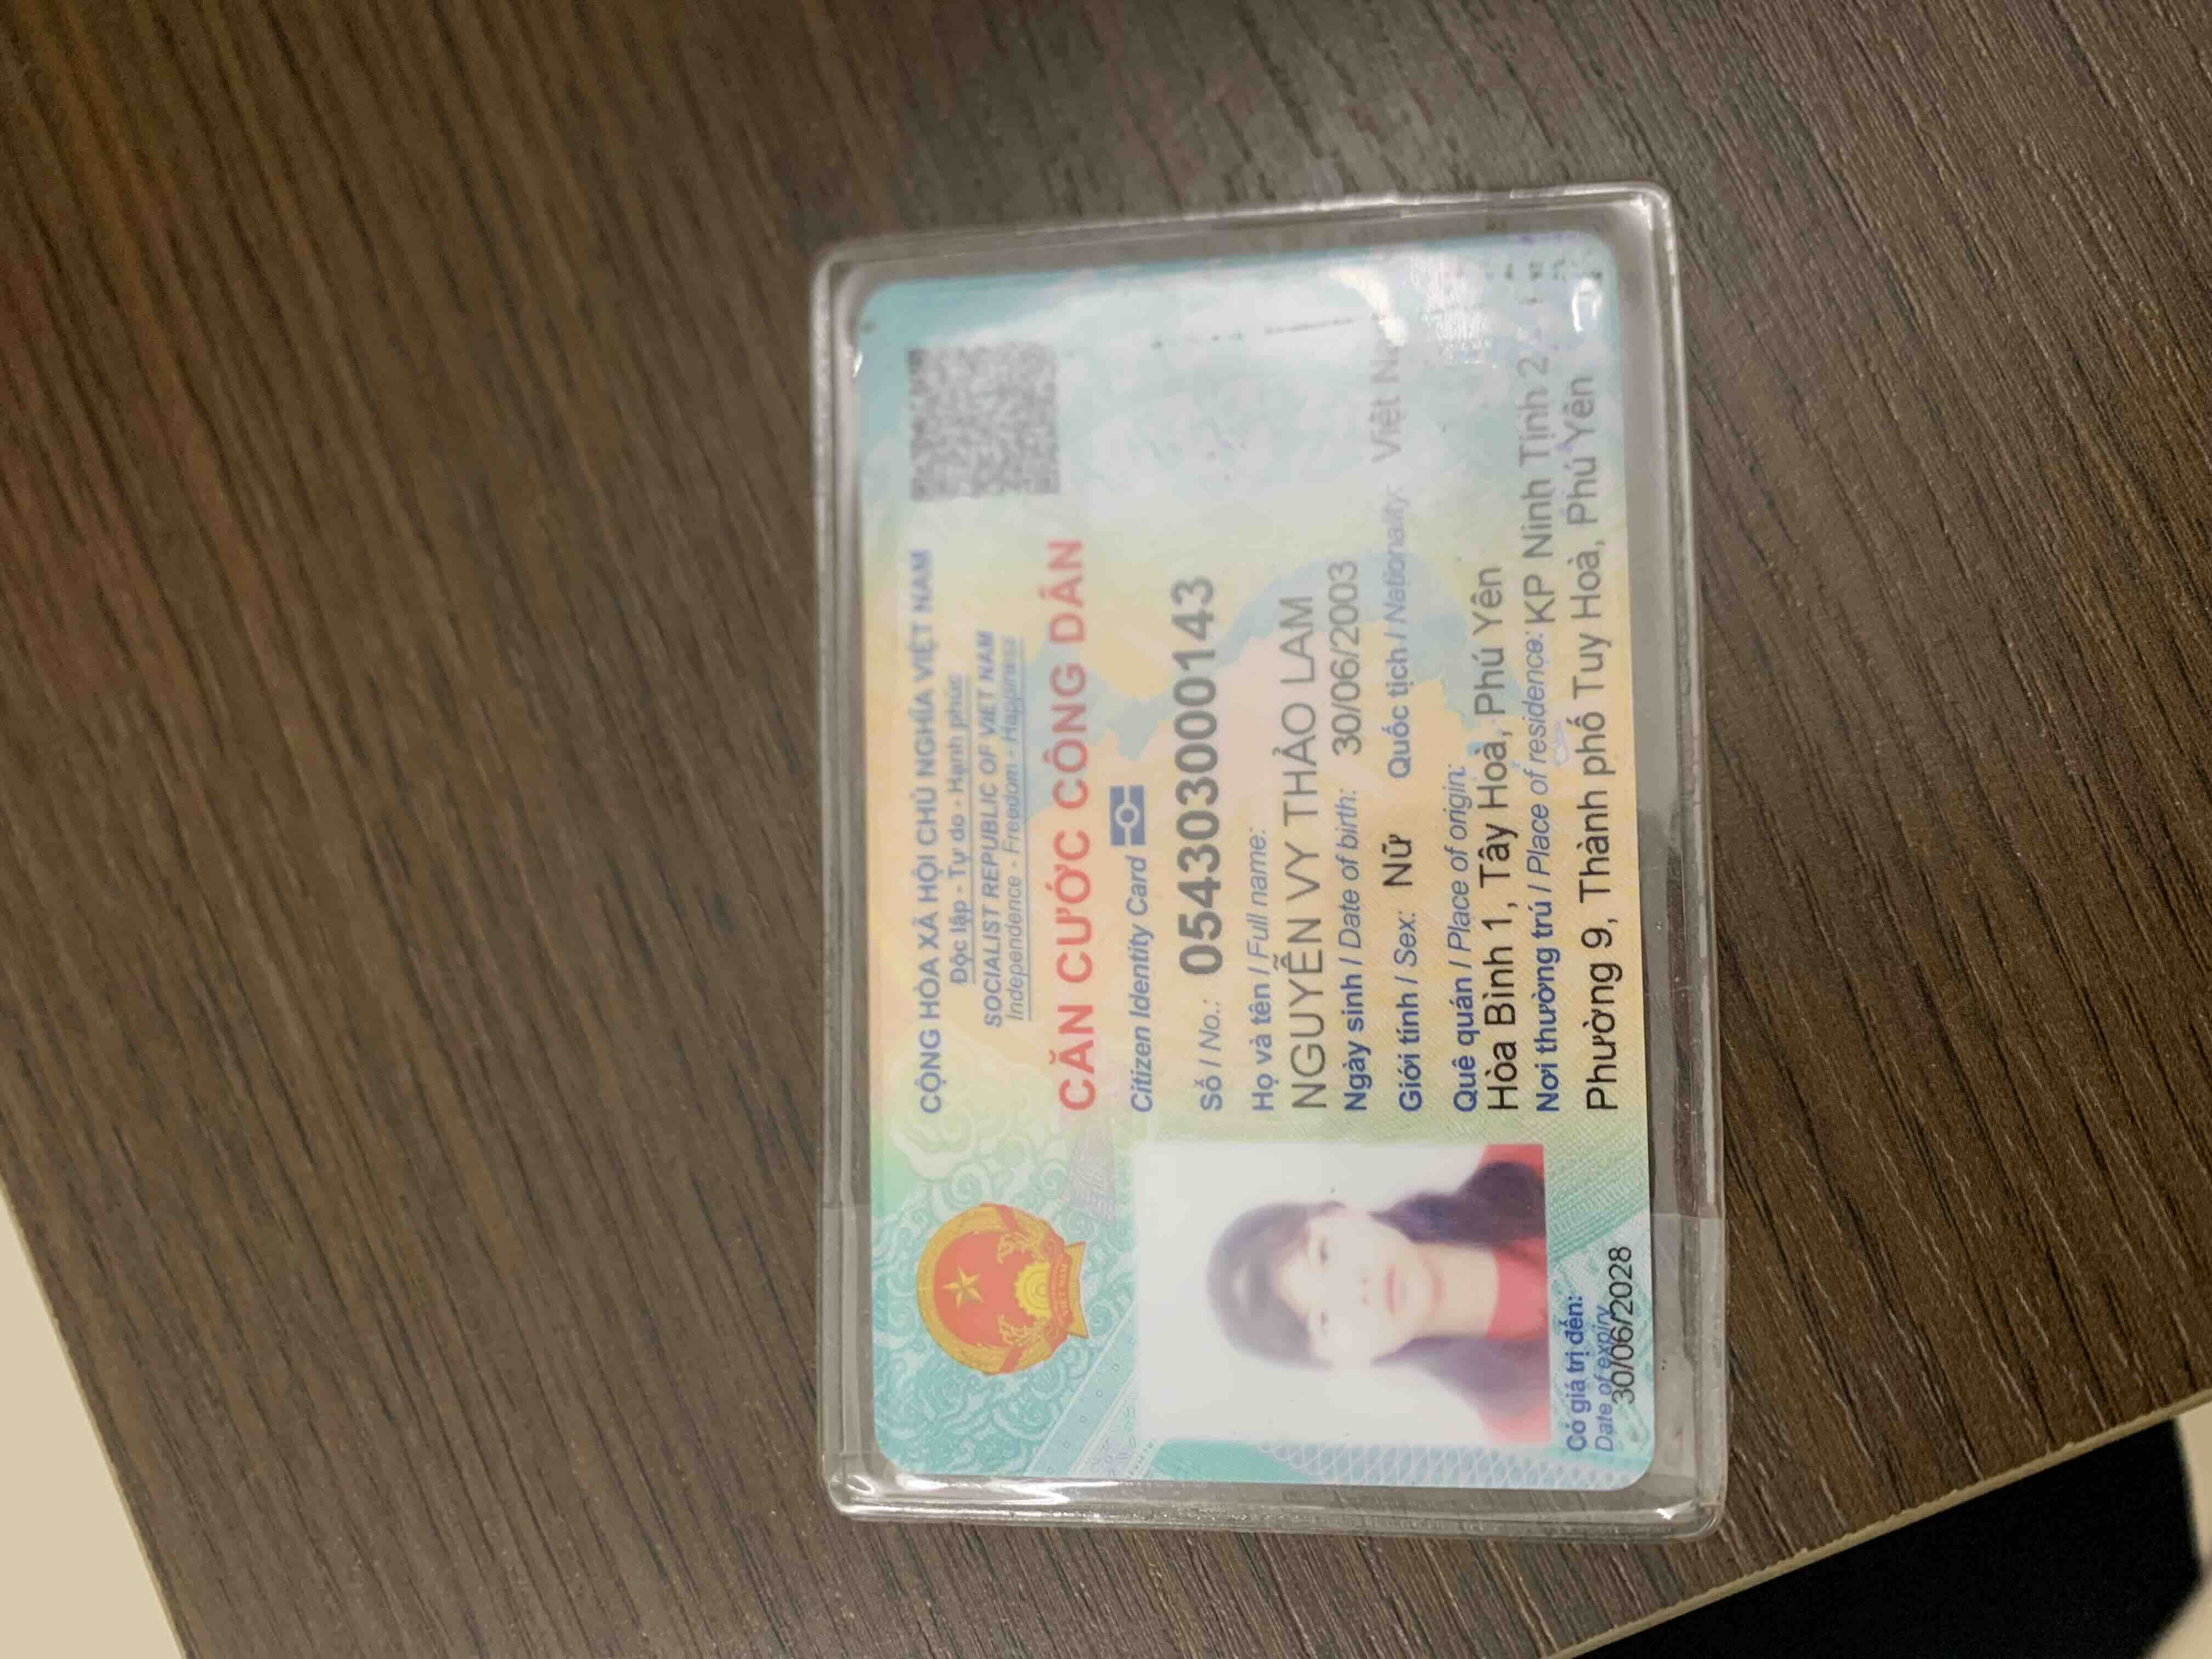 CỘNG HÒA XÃ HỘI CHỦ NGHĨA VIỆT NAM
Độc lập - Tự do - Hạnh phúc
SOCIALIST REPUBLIC OF VIET NAM
Independence - Freedom - Happiness
CĂN CƯỚC CÔNG DÂN
Citizen Identity Card
Số / No.: 054303000143
Họ và tên / Full name:
NGUYỄN VY THẢO LAM
Ngày sinh / Date of birth: 30/06/2003
Giới tính / Sex: Nữ Quốc tịch / Nationality: Việt
Quê quán / Place of origin:
Hòa Bình 1, Tây Hoà, Phú Yên
Nơi thường trú / Place of residence: KP Ninh Tịnh 2
Phường 9, Thành phố Tuy Hoà, Phú Yên
Có giá trị đến:
Date of expiry
30/06/2028